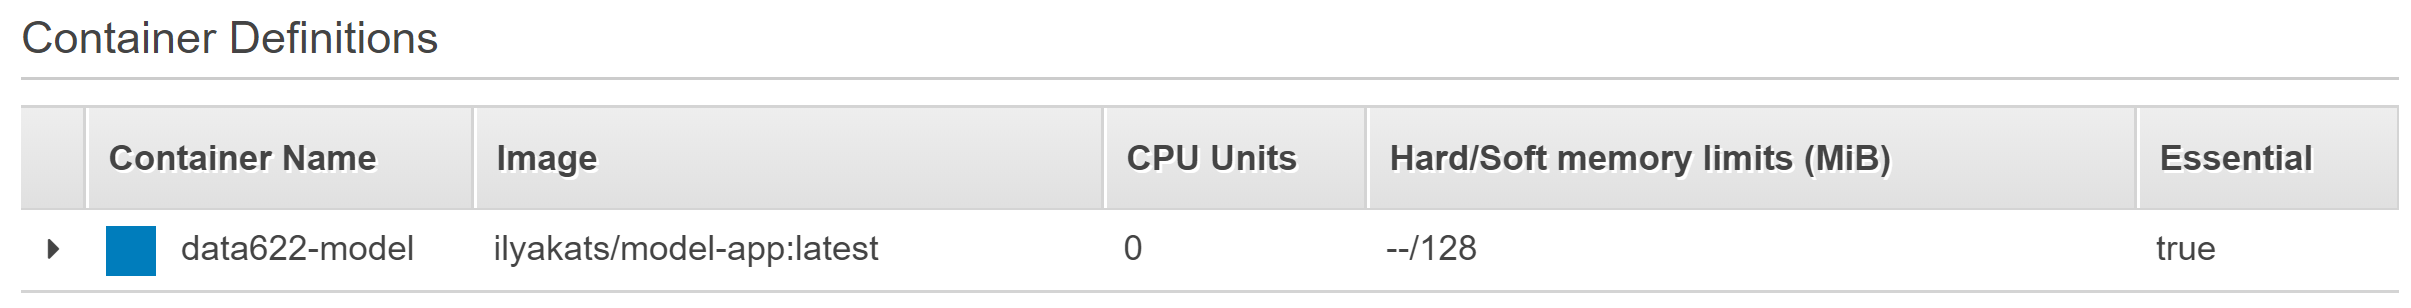 Container Definitions
Container Name Image CPU Units Hard/Soft memory limits (MiB) Essential
data622-model ilyakats/model-app:latest 0 --/128 true